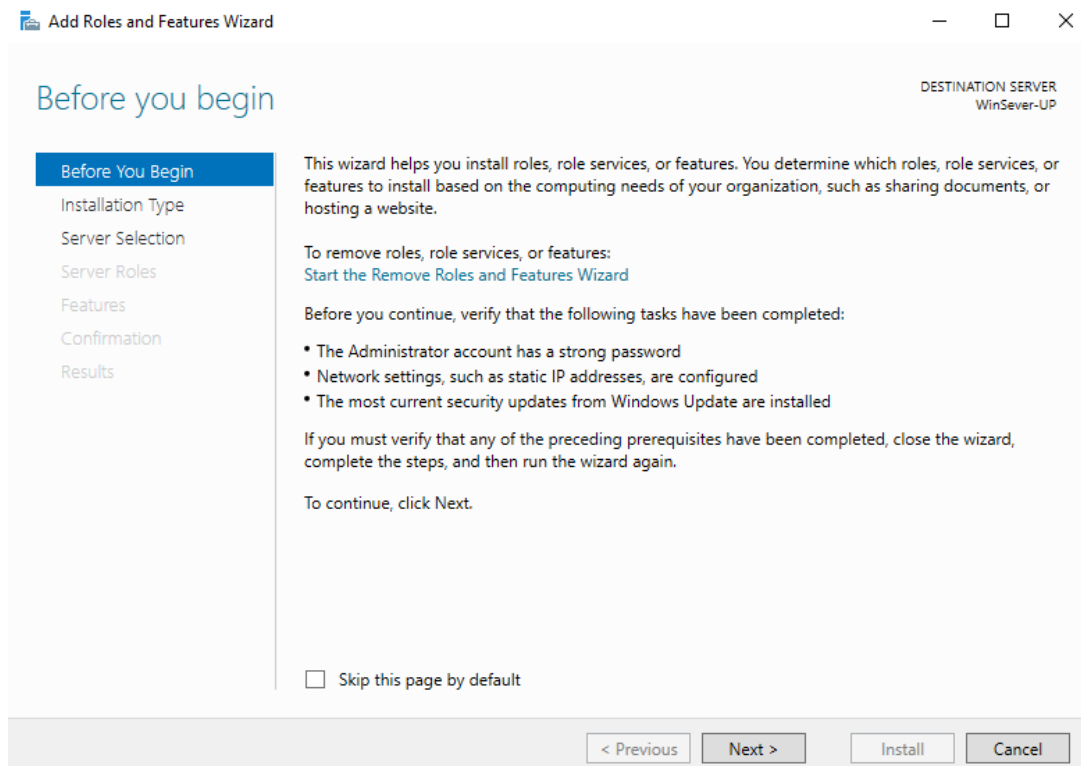 Add Roles and Features Wizard
Before you begin
DESTINATION SERVER
WinSever-UP
Before You Begin
Installation Type
Server Selection
Server Roles
Features
Confirmation
Results
This wizard helps you install roles, role services, or features. You determine which roles, role services, or
features to install based on the computing needs of your organization, such as sharing documents, or
hosting a website.
To remove roles, role services, or features:
Start the Remove Roles and Features Wizard
Before you continue, verify that the following tasks have been completed:
• The Administrator account has a strong password
• Network settings, such as static IP addresses, are configured
• The most current security updates from Windows Update are installed
If you must verify that any of the preceding prerequisites have been completed, close the wizard,
complete the steps, and then run the wizard again.
To continue, click Next.
Skip this page by default
< Previous
Next >
Install
Cancel